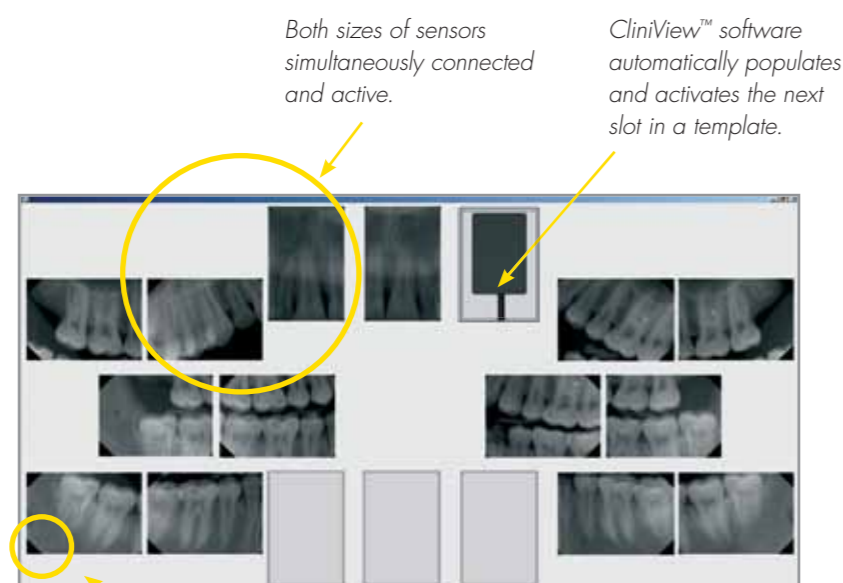 Both sizes of sensors
simultaneously connected
and active.
CliniView™ software
automatically populates
and activates the next
slot in a template.